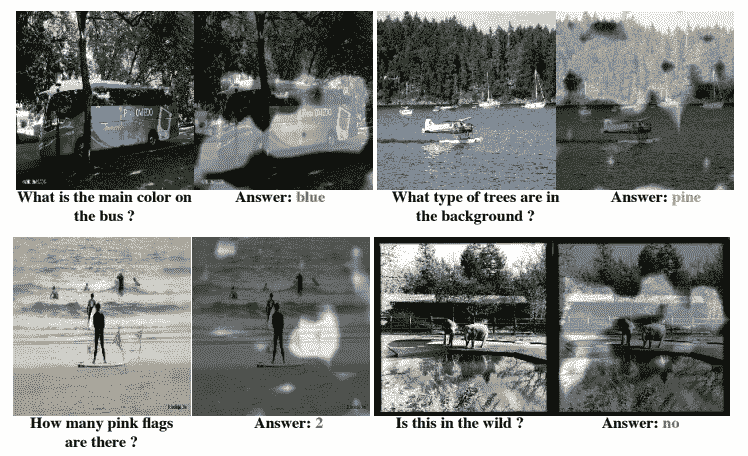 What is the main color on
the bus ?
Answer: blue
What type of trees are in
the background ?
Answer: pine
How many pink flags
are there ?
Answer: 2
Is this in the wild ?
Answer: no